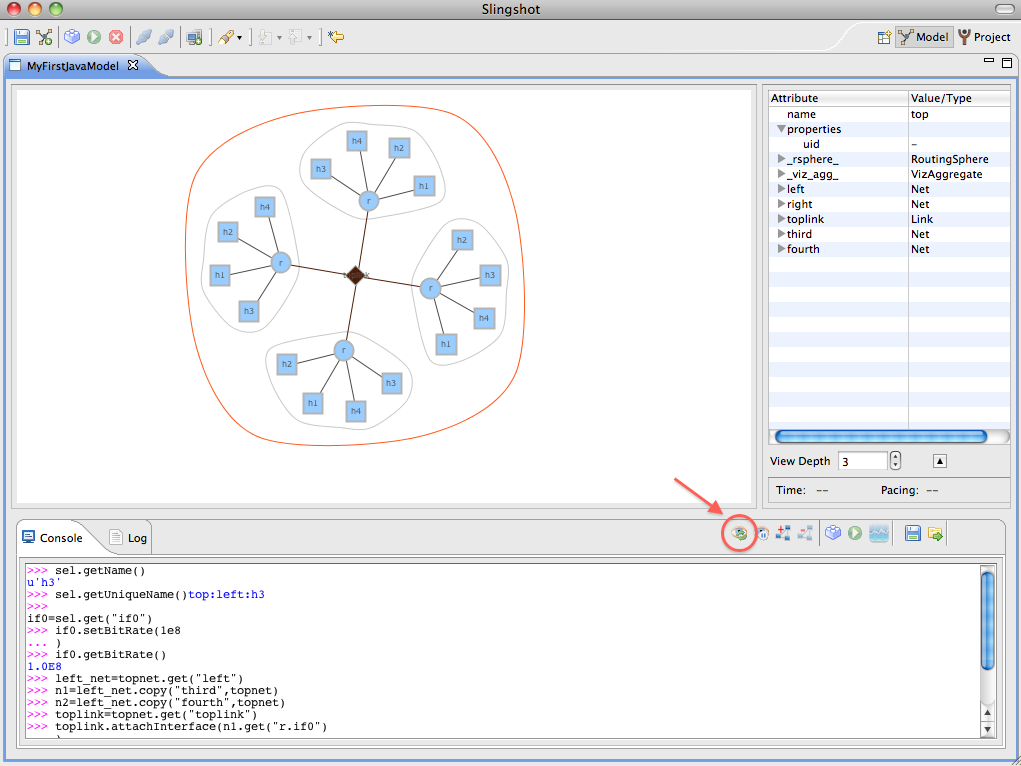 Slingshot
Model
Project
MyFirstJavaModel
Attribute Value/Type
name top
properties
uid –
_rsphere_ RoutingSphere
_viz_agg_ VizAggregate
left Net
right Net
toplink Link
third Net
fourth Net
h4
h2
h3
h1
r
h4
h2
r
h1
h3
h2
h3
r
h4
h1
r
h2
h3
h1
h4
View Depth 3
Time: -- Pacing: --
Console
Log
>>> sel.getName()
u'h3'
>>> sel.getUniqueName()top:left:h3
>>>
if0=sel.get("if0")
>>> if0.setBitRate(1e8
... )
>>> if0.getBitRate()
1.0E8
>>> left_net=topnet.get("left")
>>> n1=left_net.copy("third",topnet)
>>> n2=left_net.copy("fourth",topnet)
>>> toplink=topnet.get("toplink")
>>> toplink.attachInterface(n1.get("r.if0")